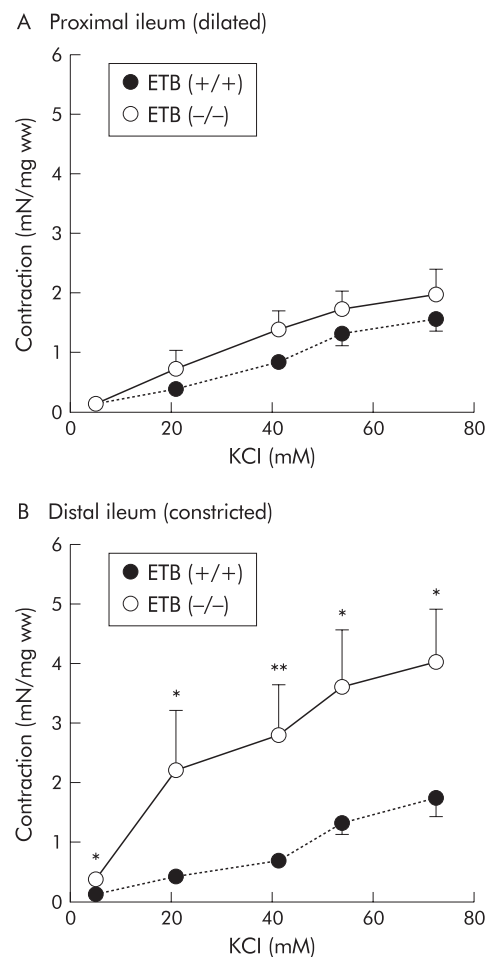 A Proximal ileum (dilated)
6
5
4
3
2
1
0
Contraction (mN/mg ww)
ETB (+/+)
ETB (–/–)
0 20 40 60 80
KCl (mM)
B Distal ileum (constricted)
6
5
4
3
2
1
0
Contraction (mN/mg ww)
ETB (+/+)
ETB (–/–)
*
*
**
*
*
0 20 40 60 80
KCl (mM)